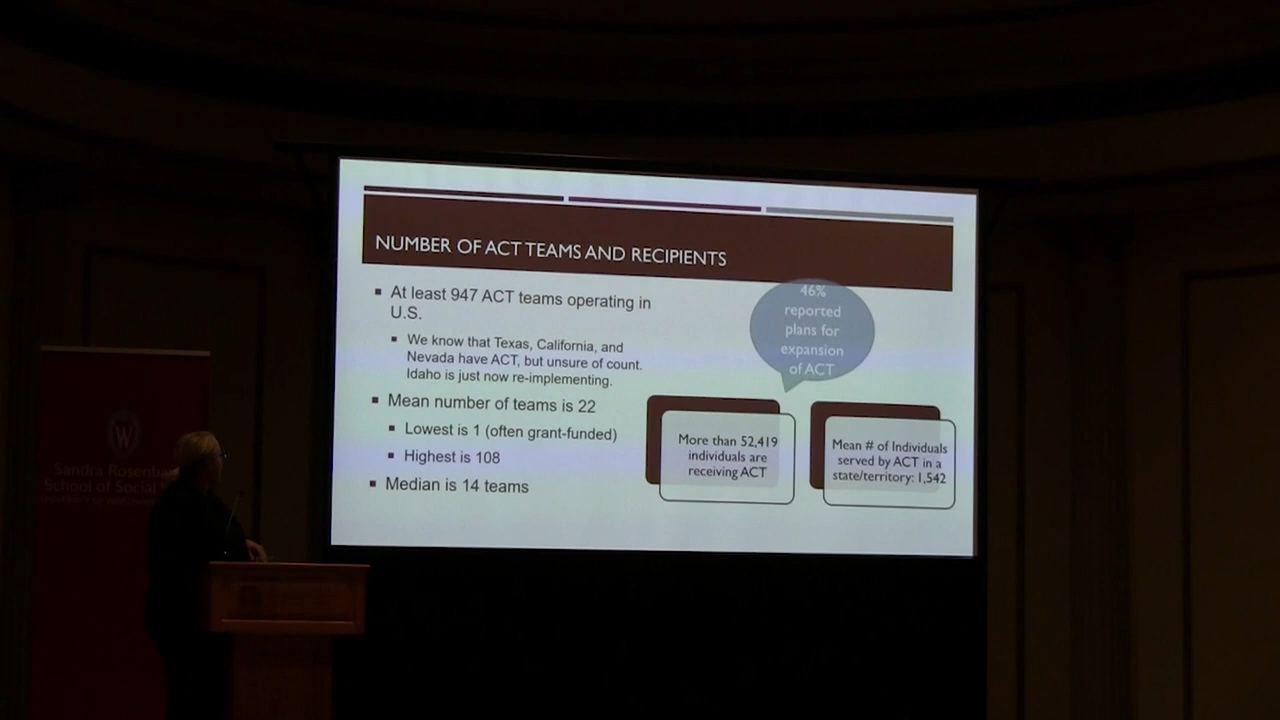 NUMBER OF ACT TEAMS AND RECIPIENTS
▪ At least 947 ACT teams operating in
U.S.
▪ We know that Texas, California, and
Nevada have ACT, but unsure of count.
Idaho is just now re-implementing.
▪ Mean number of teams is 22
▪ Lowest is 1 (often grant-funded)
▪ Highest is 108
▪ Median is 14 teams
46%
reported
plans for
expansion
of ACT
More than 52,419
individuals are
receiving ACT
Mean # of Individuals
served by ACT in a
state/territory: 1,542
W
Sandra
School of Social